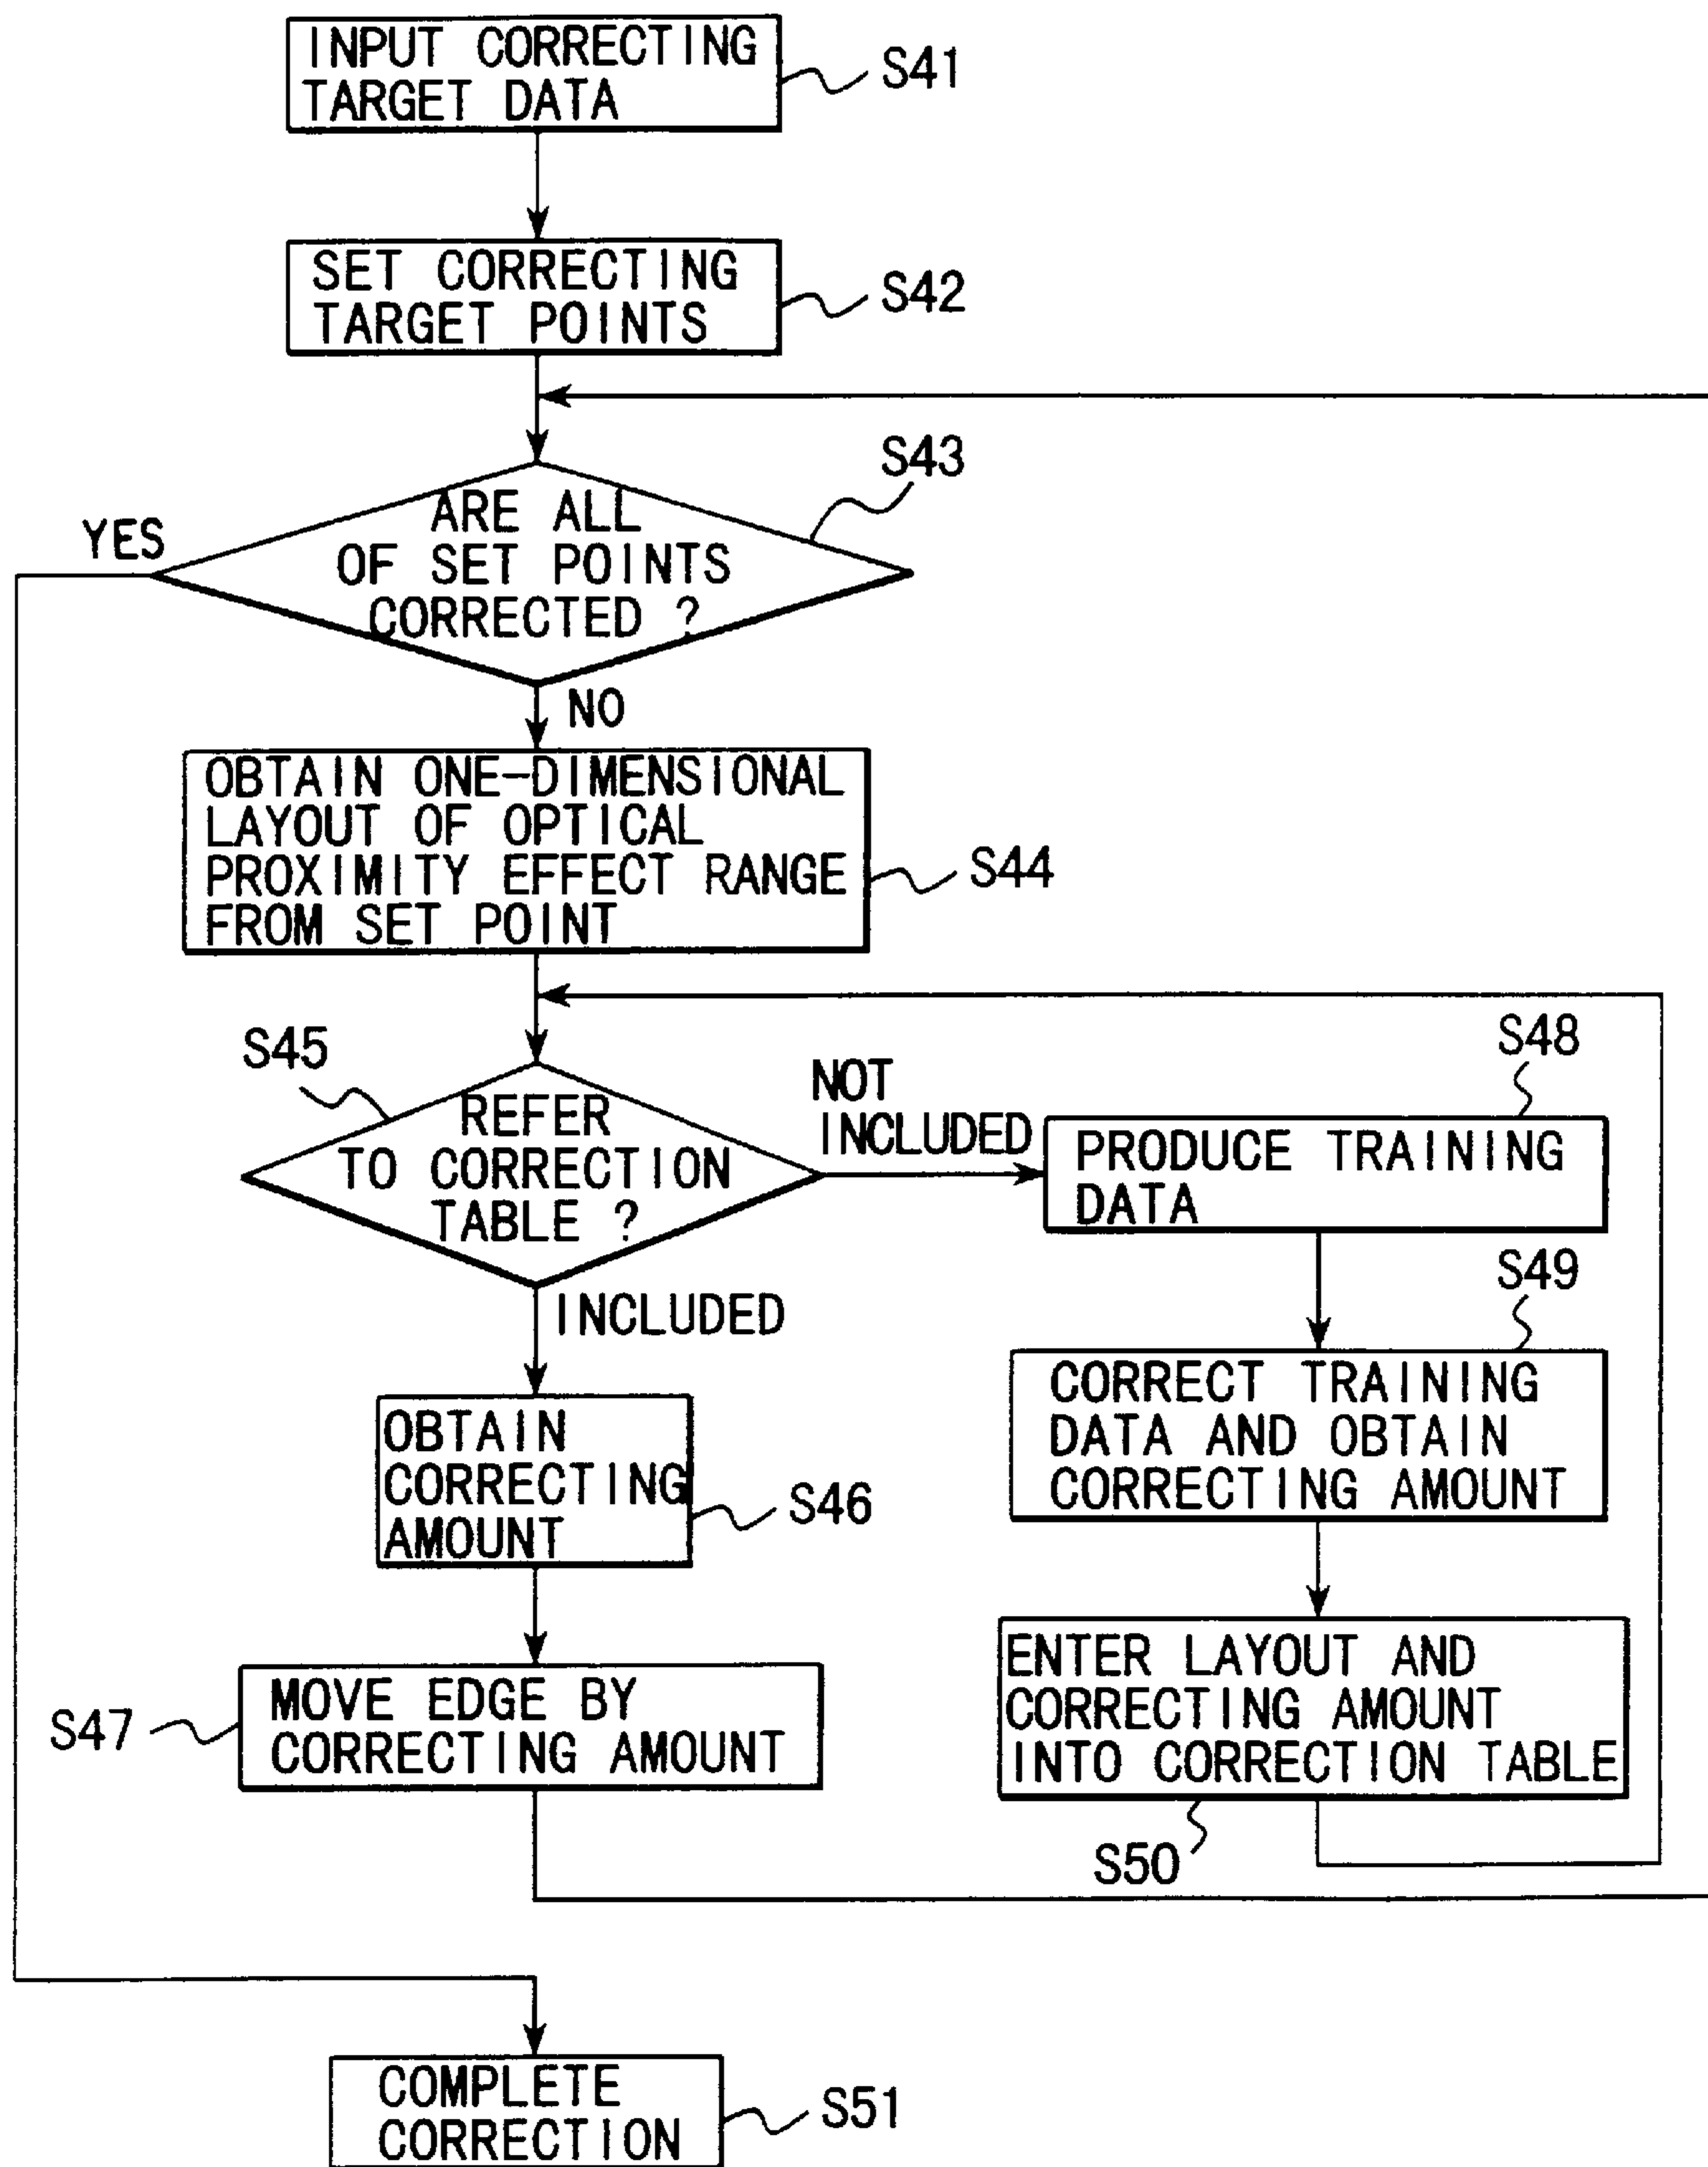 INPUT CORRECTING
TARGET DATA
S41
SET CORRECTING
TARGET POINTS
S42
S43
ARE ALL
OF SET POINTS
CORRECTED ?
YES
NO
OBTAIN ONE-DIMENSIONAL
LAYOUT OF OPTICAL
PROXIMITY EFFECT RANGE
FROM SET POINT
S44
S45
REFER
TO CORRECTION
TABLE ?
NOT
INCLUDED
INCLUDED
S48
PRODUCE TRAINING
DATA
S49
CORRECT TRAINING
DATA AND OBTAIN
CORRECTING AMOUNT
OBTAIN
CORRECTING
AMOUNT
S46
ENTER LAYOUT AND
CORRECTING AMOUNT
INTO CORRECTION TABLE
S50
S47
MOVE EDGE BY
CORRECTING AMOUNT
COMPLETE
CORRECTION
S51